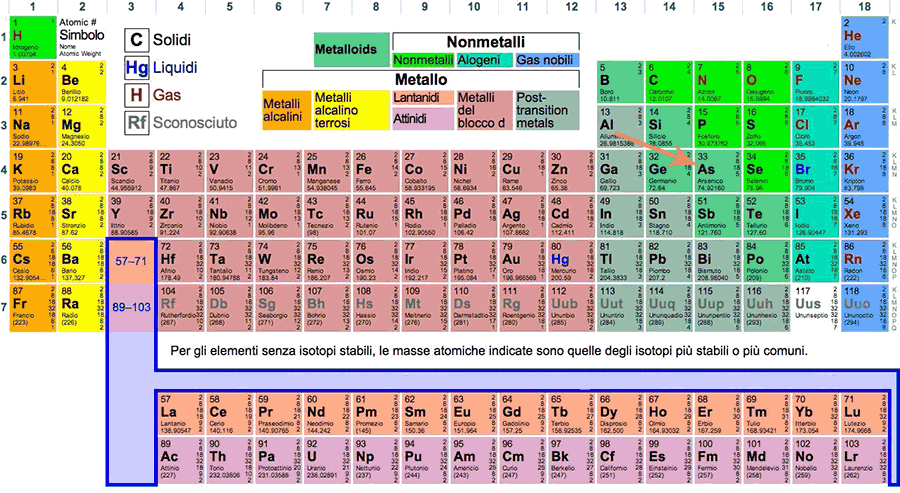 1 2 3 4 5 6 7 8 9 10 11 12 13 14 15 16 17 18
Atomic #
Simbolo
Nome
Atomic Weight
C Solidi
Hg Liquidi
H Gas
Rf Sconosciuto
Metalloids
Nonmetalli
Nonmetalli Alogeni Gas nobili
Metallo
Metalli alcalini
Metalli alcalino terrosi
Lantanidi
Attinidi
Metalli del blocco d
Post-transition metals
1
1 2
H He
Idrogeno Elio
1.00794 4.002602
2
3 4 5 6 7 8 9 10
Li Be B C N O F Ne
Litio Berillio Boro Carbonio Azoto Ossigeno Fluoro Neon
6.941 9.012182 10.811 12.0107 14.0067 15.9994 18.9984032 20.1797
3
11 12 13 14 15 16 17 18
Na Mg Al Si P S Cl Ar
Sodio Magnesio Silicio Fosforo Zolfo Cloro Argon
22.98976... 24.3050 26.9815386 28.0855 30.973762 32.065 35.453 39.948
4
19 20 21 22 23 24 25 26 27 28 29 30 31 32 33 34 35 36
K Ca Sc Ti V Cr Mn Fe Co Ni Cu Zn Ga Ge As Se Br Kr
Potassio Calcio Scandio Titanio Vanadio Cromo Manganese Ferro Cobalto Nichel Rame Zinco Gallio Germanio Arsenico Selenio Bromo Kripton
39.0983 40.078 44.955912 47.867 50.9415 51.9961 54.938045 55.845 58.933195 58.6934 63.546 65.38 69.723 72.64 74.92160 78.96 79.904 83.798
5
37 38 39 40 41 42 43 44 45 46 47 48 49 50 51 52 53 54
Rb Sr Y Zr Nb Mo Tc Ru Rh Pd Ag Cd In Sn Sb Te I Xe
Rubidio Stronzio Ittrio Zirconio Nobio Molibdeno Tecnezio Rutenio Rodio Palladio Argento Cadmio Indio Stagno Antimonio Tellurio Iodio Xenon
85.4678 87.62 88.90585 91.224 92.90638 95.96 (98) 101.07 102.90550 106.42 107.8682 112.411 114.818 118.710 121.760 127.60 126.90447 131.293
6
55 56 57–71 72 73 74 75 76 77 78 79 80 81 82 83 84 85 86
Cs Ba Hf Ta W Re Os Ir Pt Au Hg Tl Pb Bi Po At Rn
Cesio Bario Afnio Tantalio Tungsteno Renio Osmio Iridio Platino Oro Mercurio Tallio Piombo Bismuto Polonio Astato Radon
132.9054... 137.327 178.49 180.94788 183.84 186.207 190.23 192.217 195.084 196.966569 200.59 204.3833 207.2 208.98040 (209) (210) (222)
7
87 88 89–103 104 105 106 107 108 109 110 111 112 113 114 115 116 117 118
Fr Ra Rf Db Sg Bh Hs Mt Ds Rg Uub Uut Uuq Uup Uuh Uus Uuo
Francio Radio Rutherfordio Dubnio Seaborgio Bohrio Hassio Meitnerio Darmstadtio Roentgenio Ununbio Ununtrio Ununquadio Ununpentio Ununhexio Ununseptio Ununoctio
(223) (226) (267) (268) (271) (272) (270) (276) (281) (280) (285) (284) (289) (288) (293) (294)
Per gli elementi senza isotopi stabili, le masse atomiche indicate sono quelle degli isotopi più stabili o più comuni.
57 58 59 60 61 62 63 64 65 66 67 68 69 70 71
La Ce Pr Nd Pm Sm Eu Gd Tb Dy Ho Er Tm Yb Lu
Lantanio Cerio Praseodimio Neodimio Promezio Samario Europio Gadolinio Terbio Disprosio Olmio Erbio Tulio Itterbio Lutezio
138.90547 140.116 140.90765 144.242 (145) 150.36 151.964 157.25 158.92535 162.500 164.93032 167.259 168.93421 173.054 174.9668
89 90 91 92 93 94 95 96 97 98 99 100 101 102 103
Ac Th Pa U Np Pu Am Cm Bk Cf Es Fm Md No Lr
Attinio Torio Protoattinio Uranio Nettunio Plutonio Americio Curio Berkelio Californio Einsteinio Fermio Mendelevio Nobelio Laurenzio
(227) 232.03806 231.03588 238.02891 (237) (244) (243) (247) (247) (251) (252) (257) (258) (259) (262)